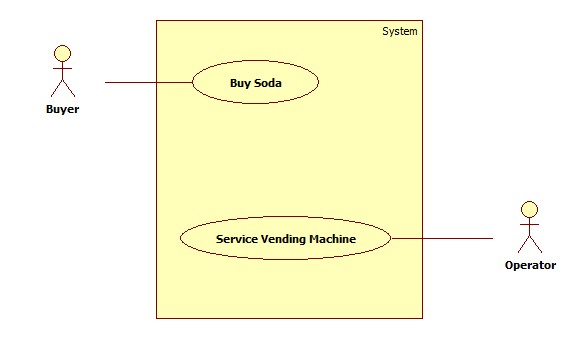 System
Buy Soda
Buyer
Service Vending Machine
Operator